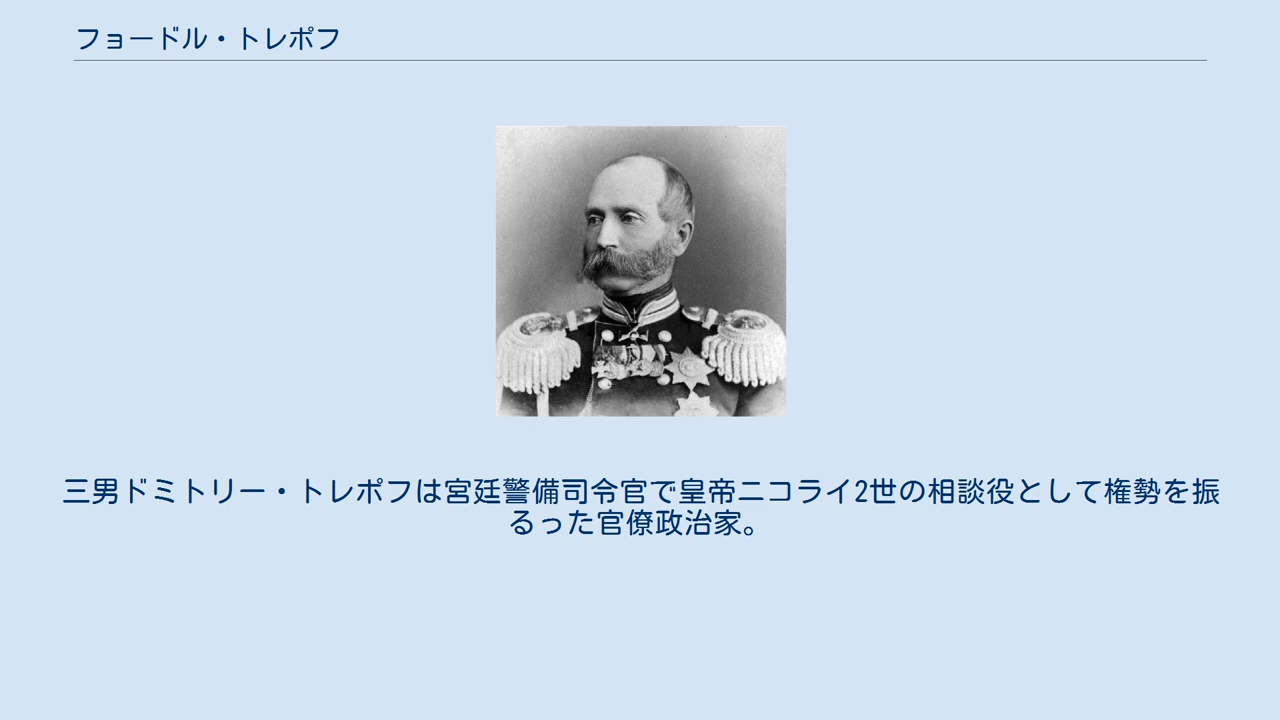 フョードル・トレポフ
三男ドミトリー・トレポフは宮廷警備司令官で皇帝ニコライ2世の相談役として権勢を振
るった官僚政治家。